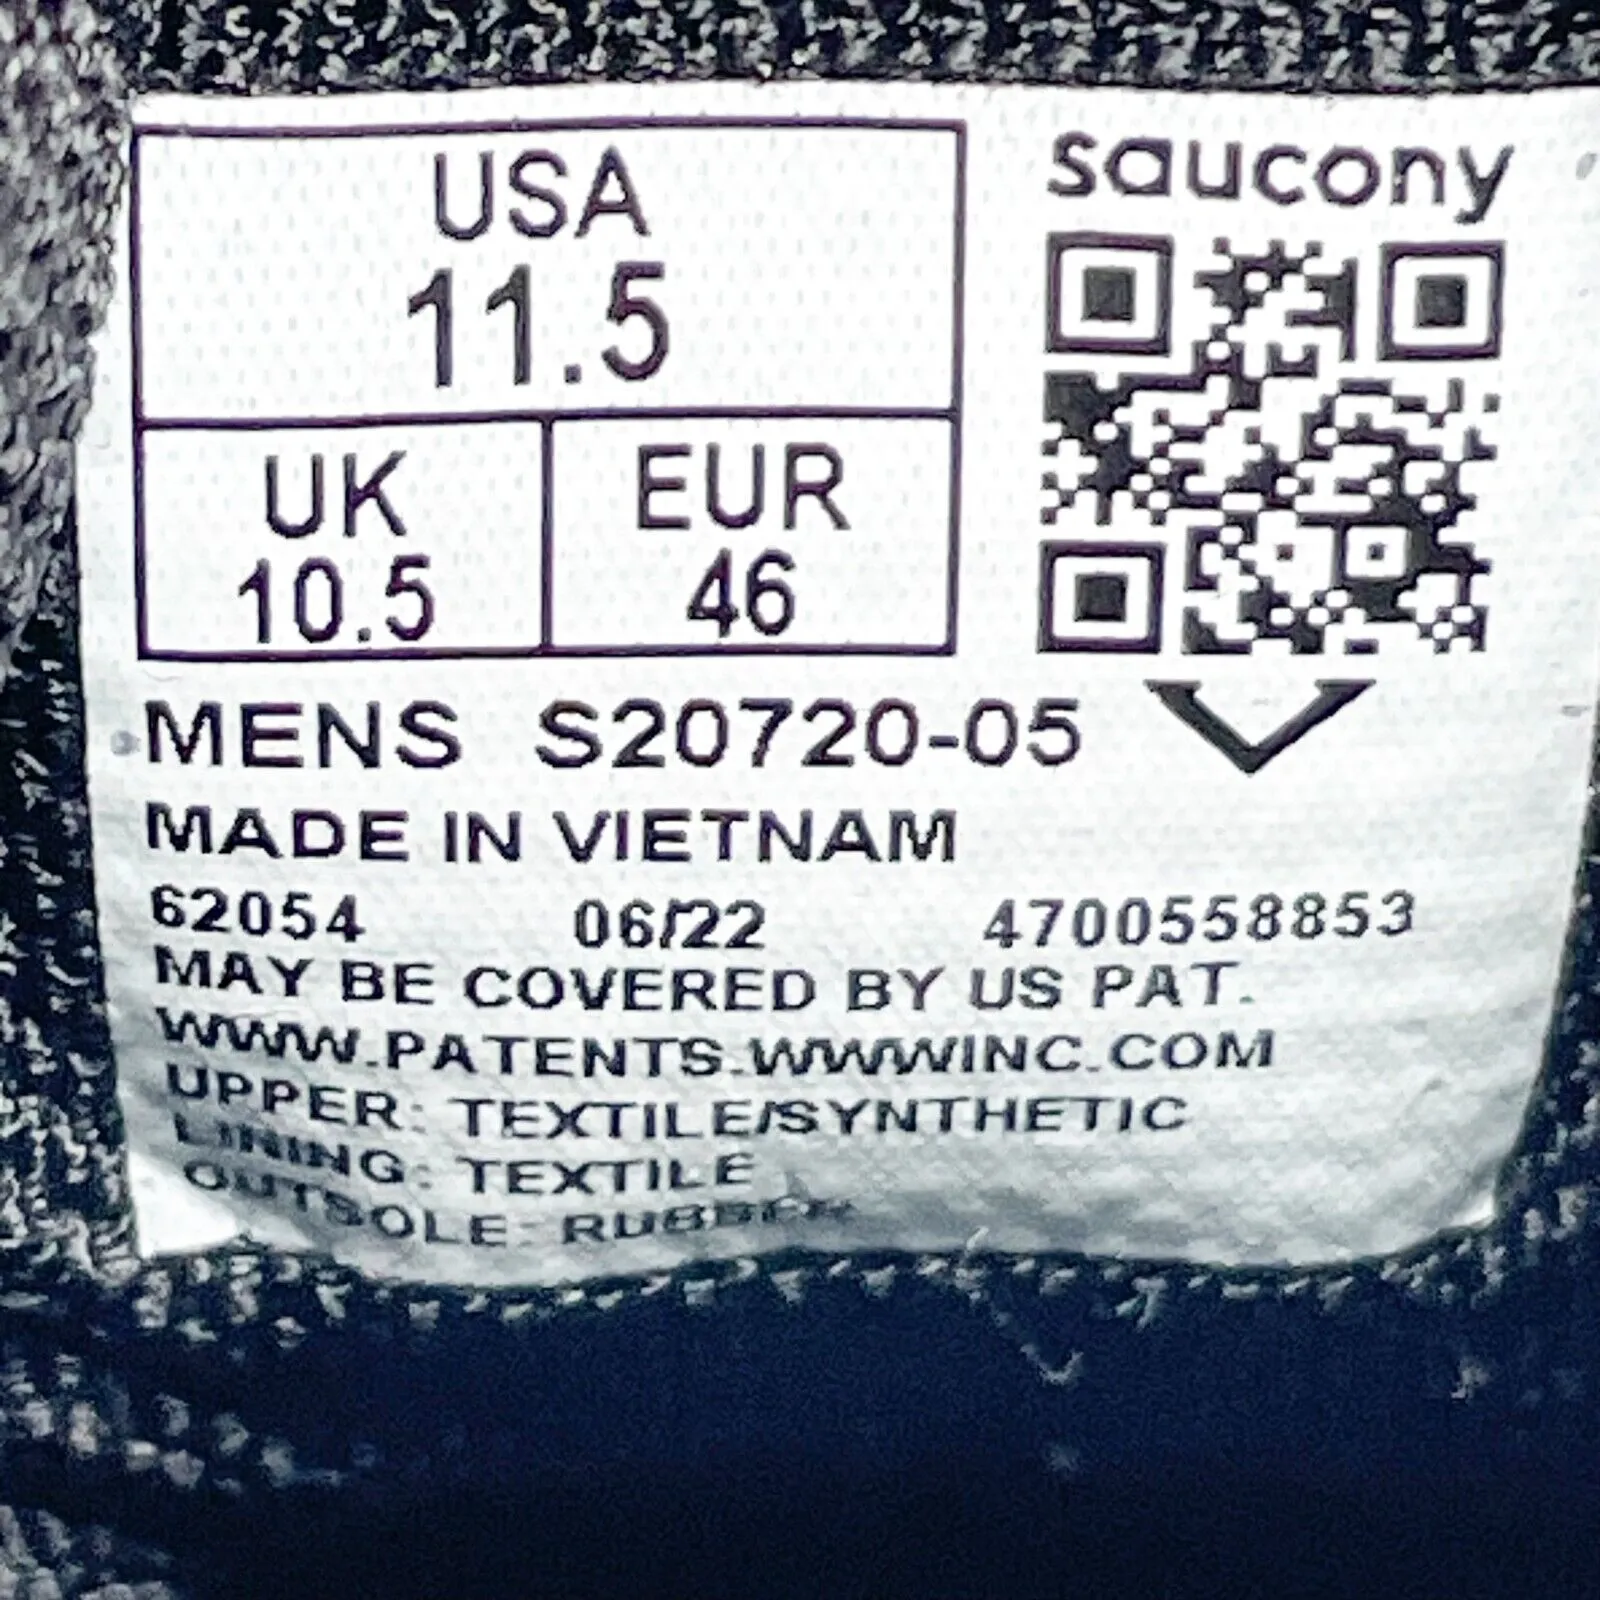 USA
11.5
UK
10.5
EUR
46
saucony
MENS S20720-05
MADE IN VIETNAM
62054 06/22 4700558853
MAY BE COVERED BY US PAT.
WWW.PATENTS.WWWINC.COM
UPPER: TEXTILE/SYNTHETIC
LINING: TEXTILE
OUTSOLE: RUBBER